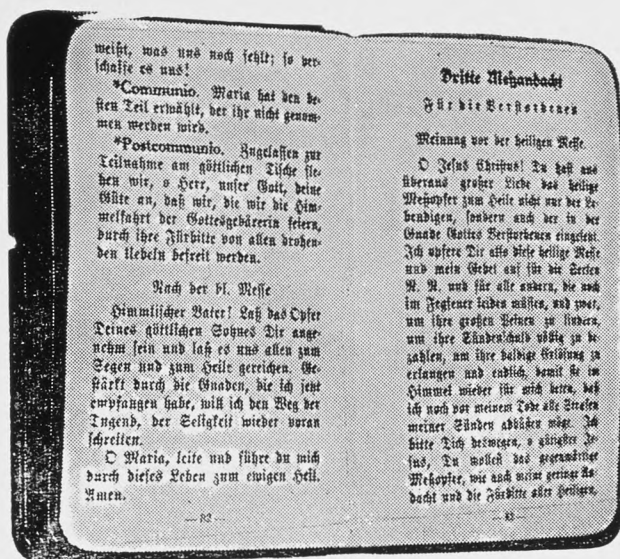 weißt, was uns noch fehlt; so ver-
schaffe es uns!
*Communio. Maria hat den be-
sten Teil erwählt, der ihr nicht genom-
men werden wird.
*Postcommunio. Zugelassen zur
Teilnahme am göttlichen Tische fle-
hen wir, o Herr, unser Gott, deine
Güte an, daß wir, die wir die Him-
melfahrt der Gottesgebärerin feiern,
durch ihre Fürbitte von allen drohen-
den Uebeln befreit werden.
Nach der hl. Messe
Himmlischer Vater! Laß das Opfer
Deines göttlichen Sohnes Dir ange-
nehm sein und laß es uns allen zum
Segen und zum Heile gereichen. Ge-
stärkt durch die Gnaden, die ich jetzt
empfangen habe, will ich den Weg der
Tugend, der Seligkeit wieder voran
schreiten.
O Maria, leite und führe du mich
durch dieses Leben zum ewigen Heil.
Amen.
— 82 —
Dritte Meßandacht
Für die Verstorbenen
Meinung vor der heiligen Messe.
O Jesus Christus! Du hast aus
überaus großer Liebe das heilige
Meßopfer zum Heile nicht nur der Le-
bendigen, sondern auch der in der
Gnade Gottes Verstorbenen eingesetzt.
Ich opfere Dir also diese heilige Messe
und mein Gebet auf für die Seelen
N. N. und für alle andern, die noch
im Fegfeuer leiden müssen, und zwar,
um ihre großen Peinen zu lindern,
um ihre Sündenschuld völlig zu be-
zahlen, um ihre baldige Erlösung zu
erlangen und endlich, damit sie im
Himmel wieder für mich beten, daß
ich noch vor meinem Tode alle Strafen
meiner Sünden abbüßen möge. Ich
bitte Dich deswegen, o gütigster Je-
sus, Du wollest das gegenwärtige
Meßopfer, wie auch meine geringe An-
dacht und die Fürbitte aller Heiligen,